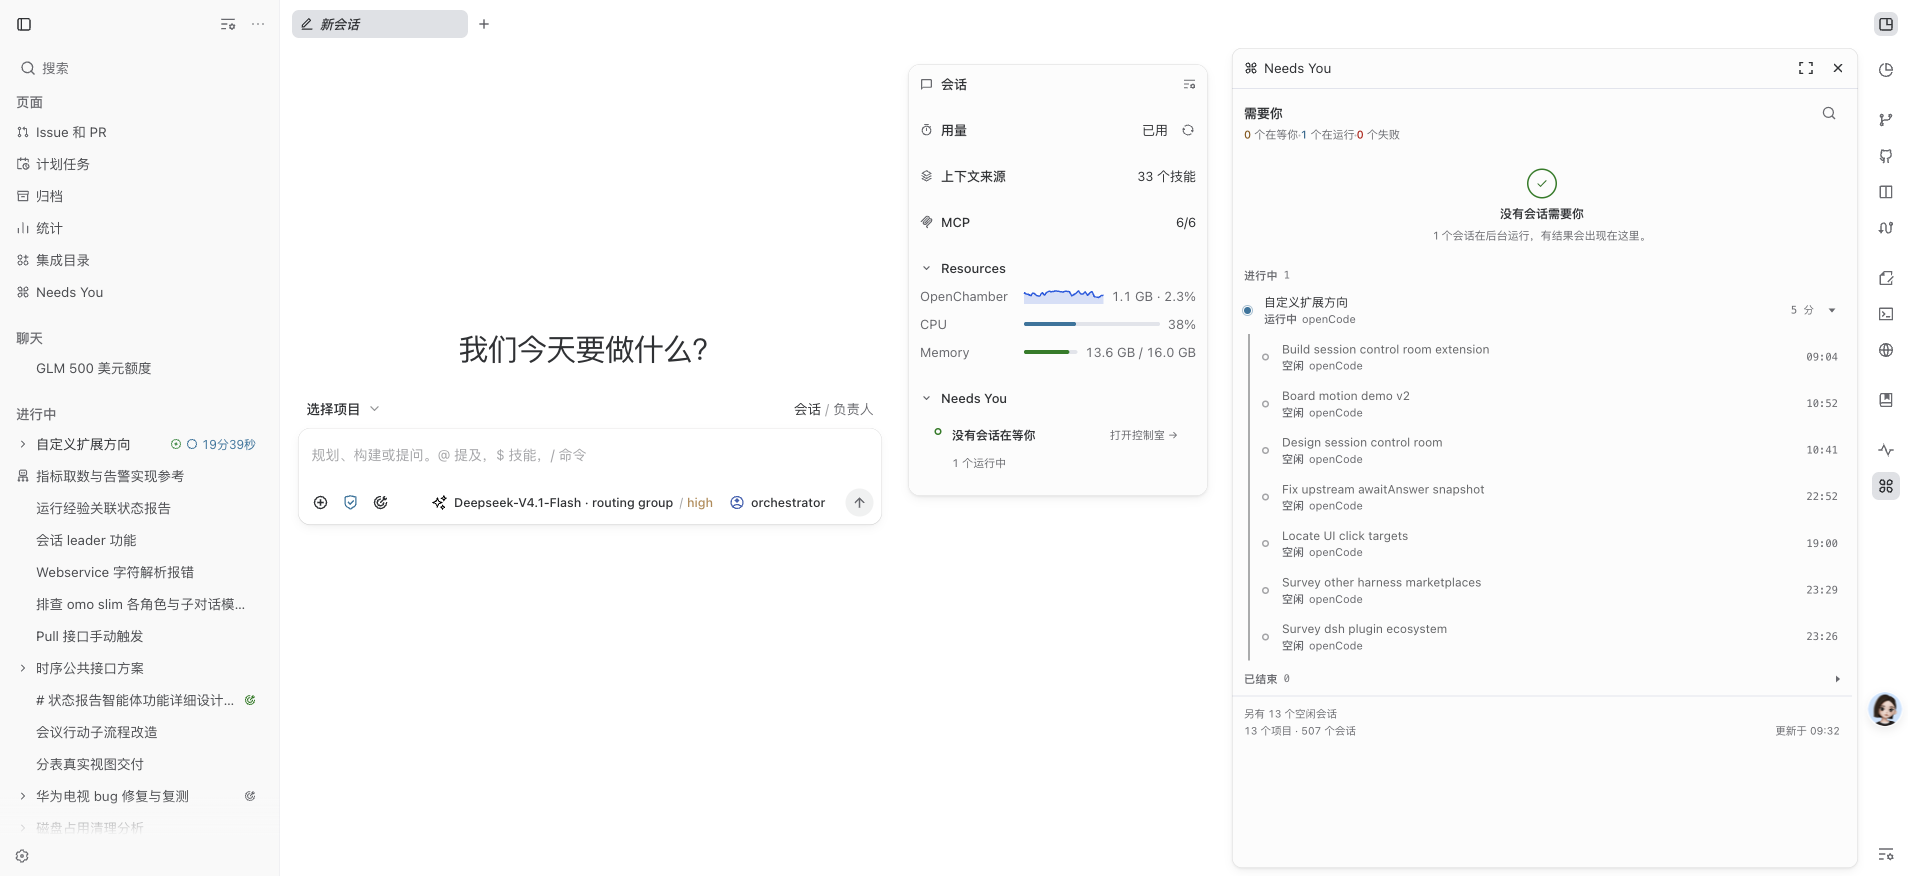 搜索
页面
Issue 和 PR
计划任务
归档
统计
集成目录
Needs You
聊天
GLM 500 美元额度
进行中
自定义扩展方向 19分39秒
指标取数与告警实现参考
运行经验关联状态报告
会话 leader 功能
Webservice 字符解析报错
排查 omo slim 各角色与子对话模...
Pull 接口手动触发
时序公共接口方案
# 状态报告智能体功能详细设计...
会议行动子流程改造
分表真实视图交付
华为电视 bug 修复与复测
磁盘占用清理分析
新会话
我们今天要做什么?
选择项目
会话 / 负责人
规划、构建或提问。@ 提及，$ 技能，/ 命令
Deepseek-V4.1-Flash · routing group / high
orchestrator
会话
用量 已用
上下文来源 33 个技能
MCP 6/6
Resources
OpenChamber 1.1 GB · 2.3%
CPU 38%
Memory 13.6 GB / 16.0 GB
Needs You
没有会话在等你 打开控制室 →
1 个运行中
Needs You
需要你
0 个在等你·1 个在运行·0 个失败
没有会话需要你
1 个会话在后台运行，有结果会出现在这里。
进行中 1
自定义扩展方向
运行中 openCode
5 分
Build session control room extension
空闲 openCode
09:04
Board motion demo v2
空闲 openCode
10:52
Design session control room
空闲 openCode
10:41
Fix upstream awaitAnswer snapshot
空闲 openCode
22:52
Locate UI click targets
空闲 openCode
19:00
Survey other harness marketplaces
空闲 openCode
23:29
Survey dsh plugin ecosystem
空闲 openCode
23:26
已结束 0
另有 13 个空闲会话
13 个项目 · 507 个会话
更新于 09:32